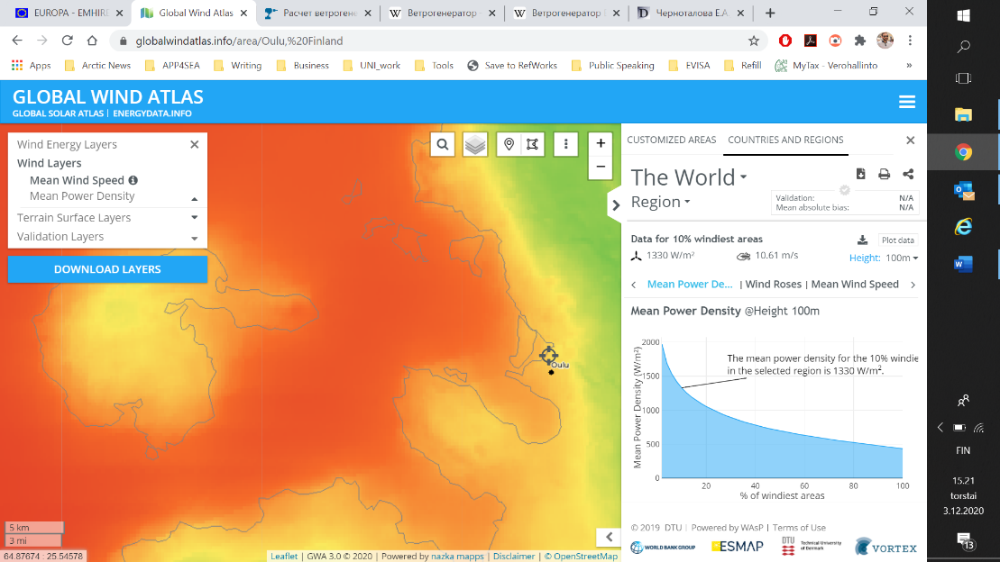 EUROPA - EMHIRE
Global Wind Atlas
Расчет ветрогене
Ветрогенератор -
Ветрогенератор
Черноталова Е.А.
globalwindatlas.info/area/Oulu,%20Finland
Apps
Arctic News
APP4SEA
Writing
Business
UNI_work
Tools
Save to RefWorks
Public Speaking
EVISA
Refill
MyTax - Verohallinto
»
GLOBAL WIND ATLAS
GLOBAL SOLAR ATLAS | ENERGYDATA.INFO
Wind Energy Layers
Wind Layers
Mean Wind Speed
Mean Power Density
Terrain Surface Layers
Validation Layers
DOWNLOAD LAYERS
+
−
Oulu
5 km
3 mi
64.87674 : 25.54578
Leaflet | GWA 3.0 © 2020 | Powered by nazka mapps | Disclaimer | © OpenStreetMap
CUSTOMIZED AREAS COUNTRIES AND REGIONS
The World
Region
Validation: N/A
Mean absolute bias: N/A
Data for 10% windiest areas
Plot data
1330 W/m² 10.61 m/s
Height: 100m
Mean Power De... | Wind Roses | Mean Wind Speed
Mean Power Density @Height 100m
Mean Power Density (W/m²)
2000
1500
1000
500
0
The mean power density for the 10% windie
in the selected region is 1330 W/m².
20 40 60 80 100
% of windiest areas
© 2019 DTU | Powered by WAsP | Terms of Use
WORLD BANK GROUP
ESMAP
DTU
Technical University
of Denmark
VORTEX
FIN
15.21
torstai
3.12.2020
13